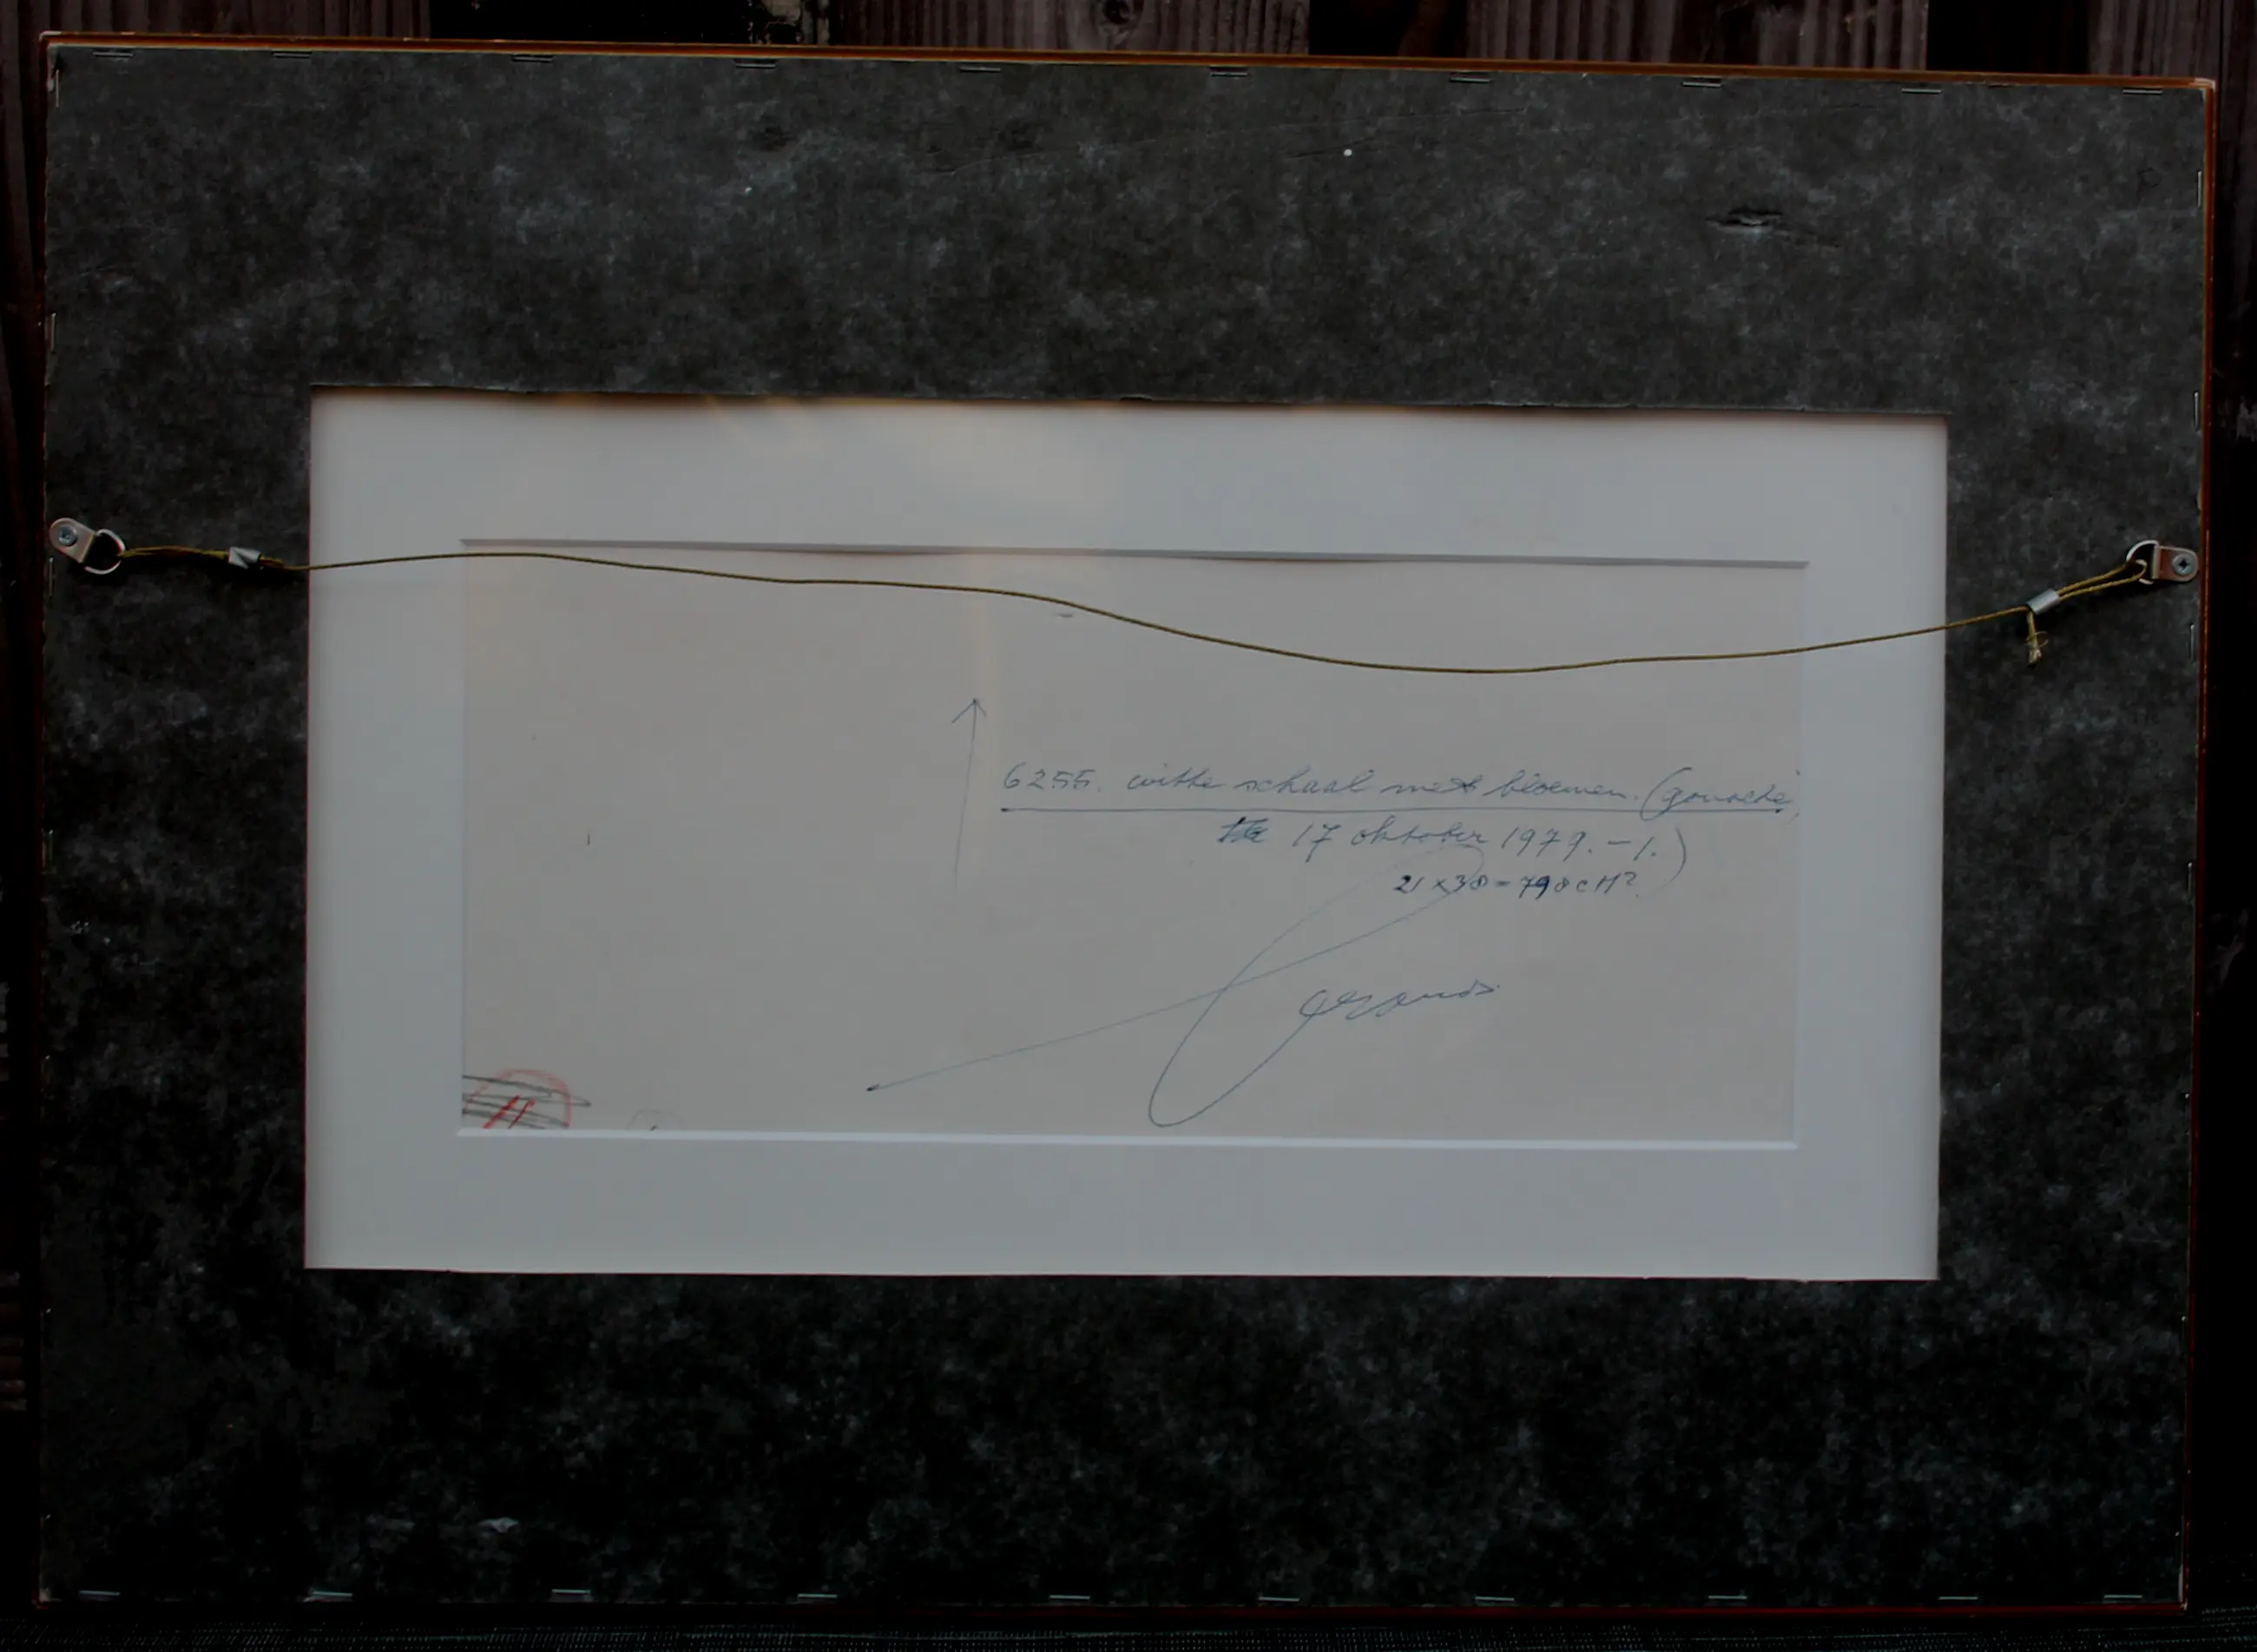 6255. witte schaal met bloemen. (gouache,
17 oktober 1979. - 1.)
21 x 38 = 798 cM²